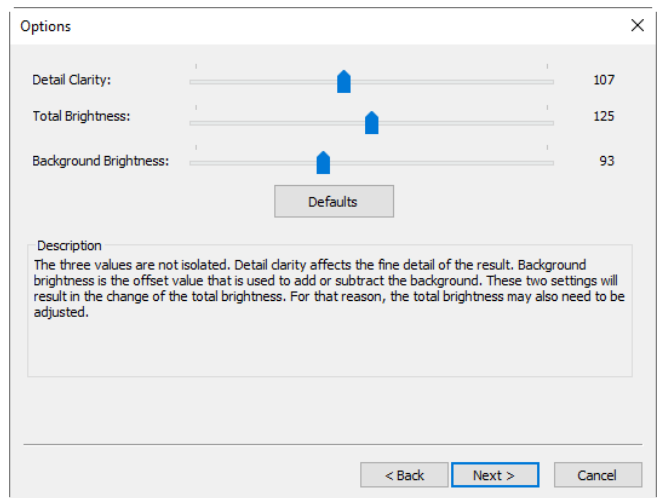 Options
Detail Clarity: 107
Total Brightness: 125
Background Brightness: 93
Defaults
Description
The three values are not isolated. Detail clarity affects the fine detail of the result. Background
brightness is the offset value that is used to add or subtract the background. These two settings will
result in the change of the total brightness. For that reason, the total brightness may also need to be
adjusted.
< Back Next > Cancel